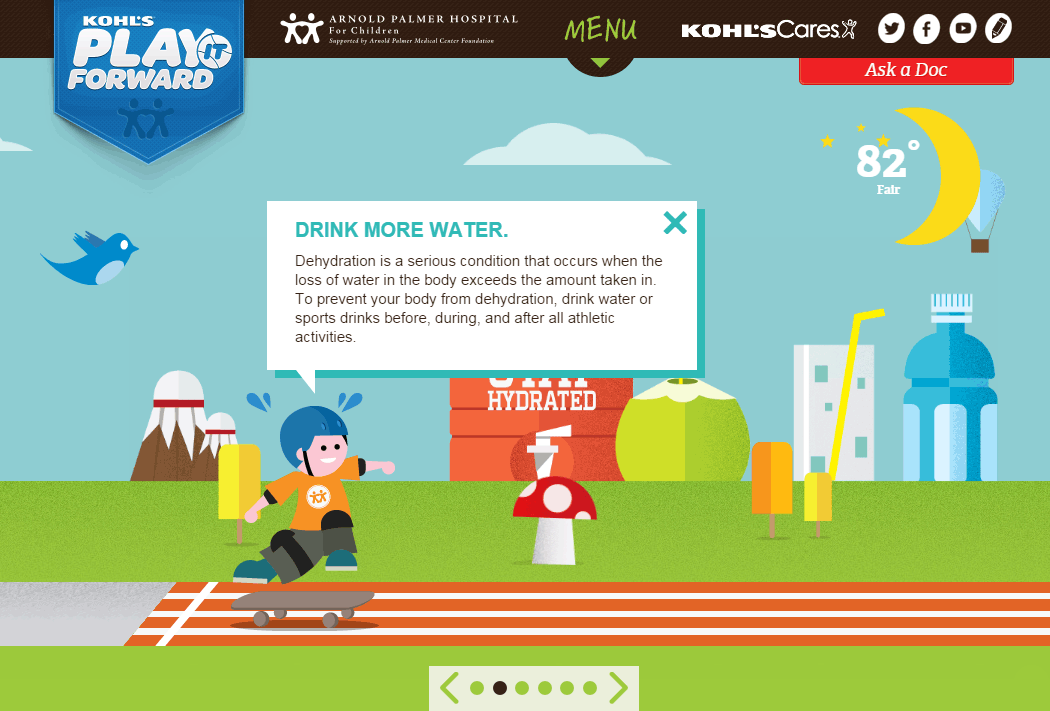 KOHL'S
PLAY IT
FORWARD
ARNOLD PALMER HOSPITAL
For Children
Supported by Arnold Palmer Medical Center Foundation
MENU
KOHL'SCares
Ask a Doc
82°
Fair
DRINK MORE WATER.
Dehydration is a serious condition that occurs when the
loss of water in the body exceeds the amount taken in.
To prevent your body from dehydration, drink water or
sports drinks before, during, and after all athletic
activities.
STAY
HYDRATED